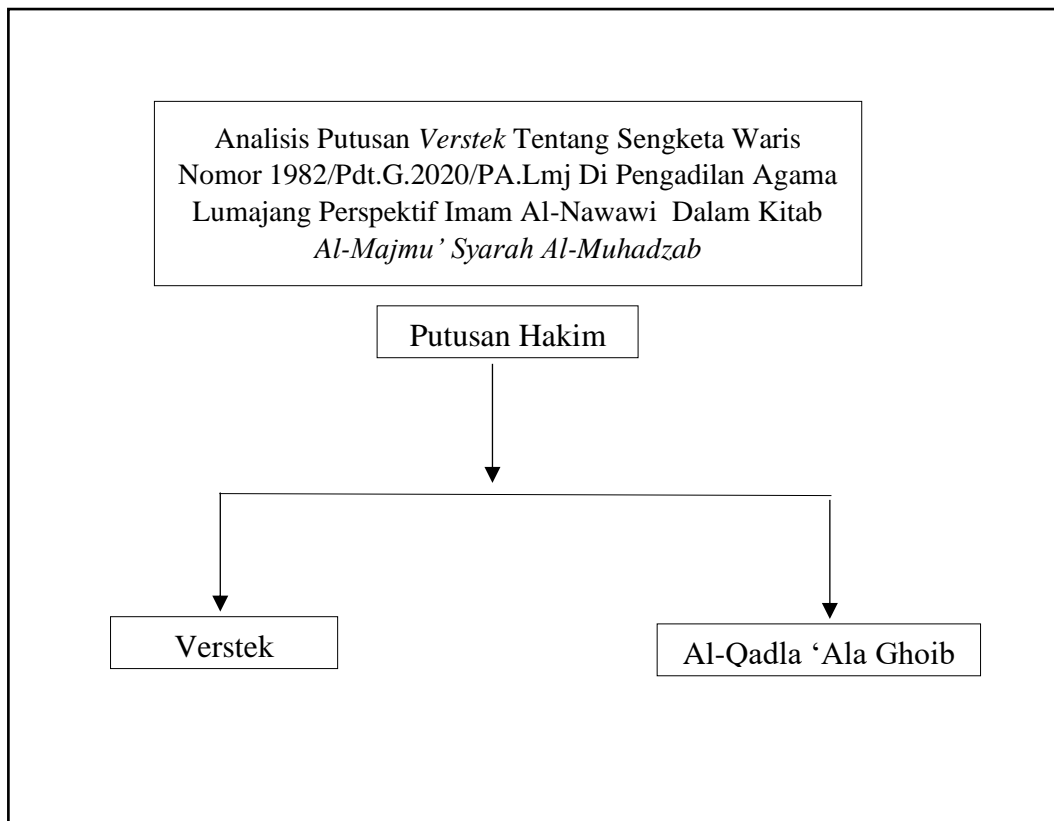 Analisis Putusan Verstek Tentang Sengketa Waris
Nomor 1982/Pdt.G.2020/PA.Lmj Di Pengadilan Agama
Lumajang Perspektif Imam Al-Nawawi Dalam Kitab
Al-Majmu’ Syarah Al-Muhadzab
Putusan Hakim
Verstek
Al-Qadla ‘Ala Ghoib